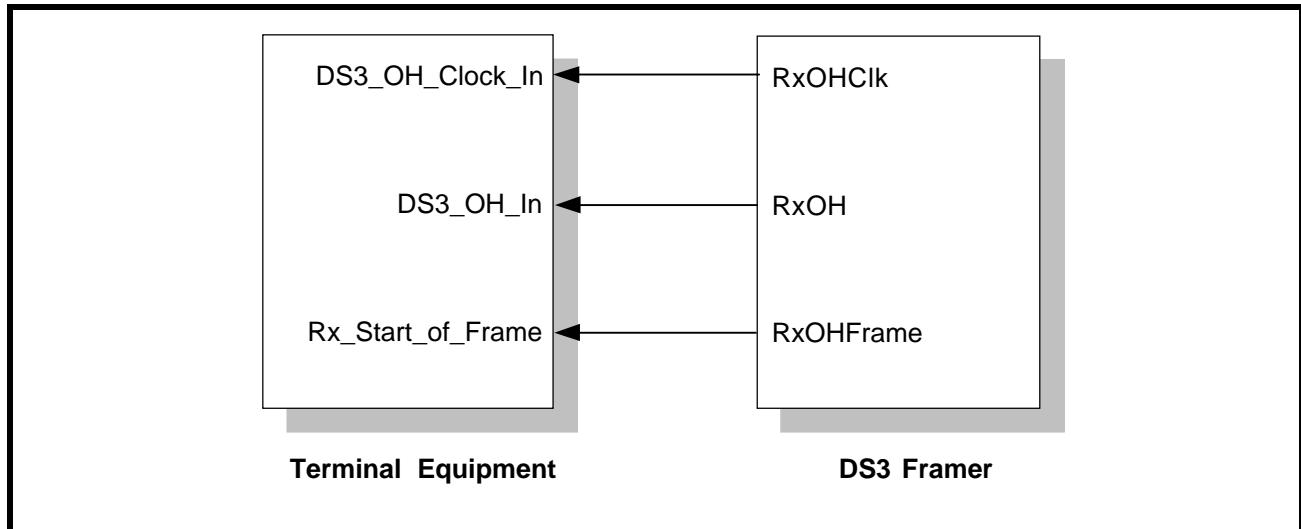 DS3_OH_Clock_In
RxOHClk
DS3_OH_In
RxOH
Rx_Start_of_Frame
RxOHFrame
Terminal Equipment
DS3 Framer